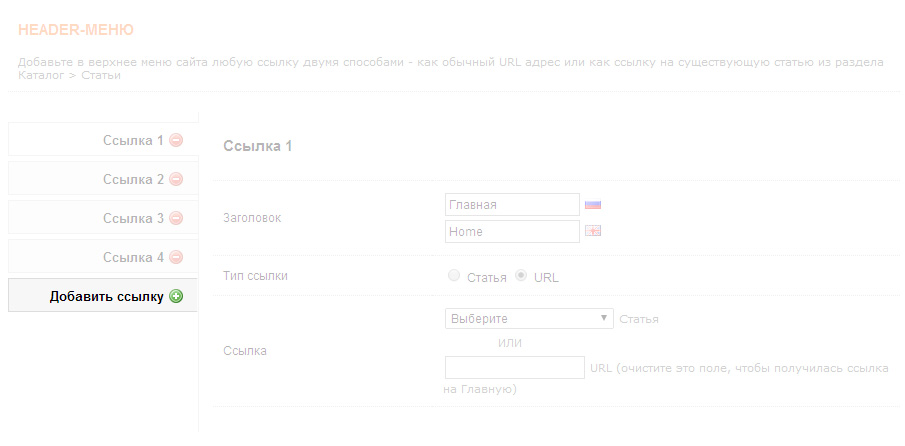 HEADER-МЕНЮ
Добавьте в верхнее меню сайта любую ссылку двумя способами - как обычный URL адрес или как ссылку на существующую статью из раздела
Каталог > Статьи
Ссылка 1
Ссылка 2
Ссылка 3
Ссылка 4
Добавить ссылку
Ссылка 1
Заголовок
Главная
Home
Тип ссылки
Статья URL
Ссылка
Выберите Статья
ИЛИ
URL (очистите это поле, чтобы получилась ссылка
на Главную)